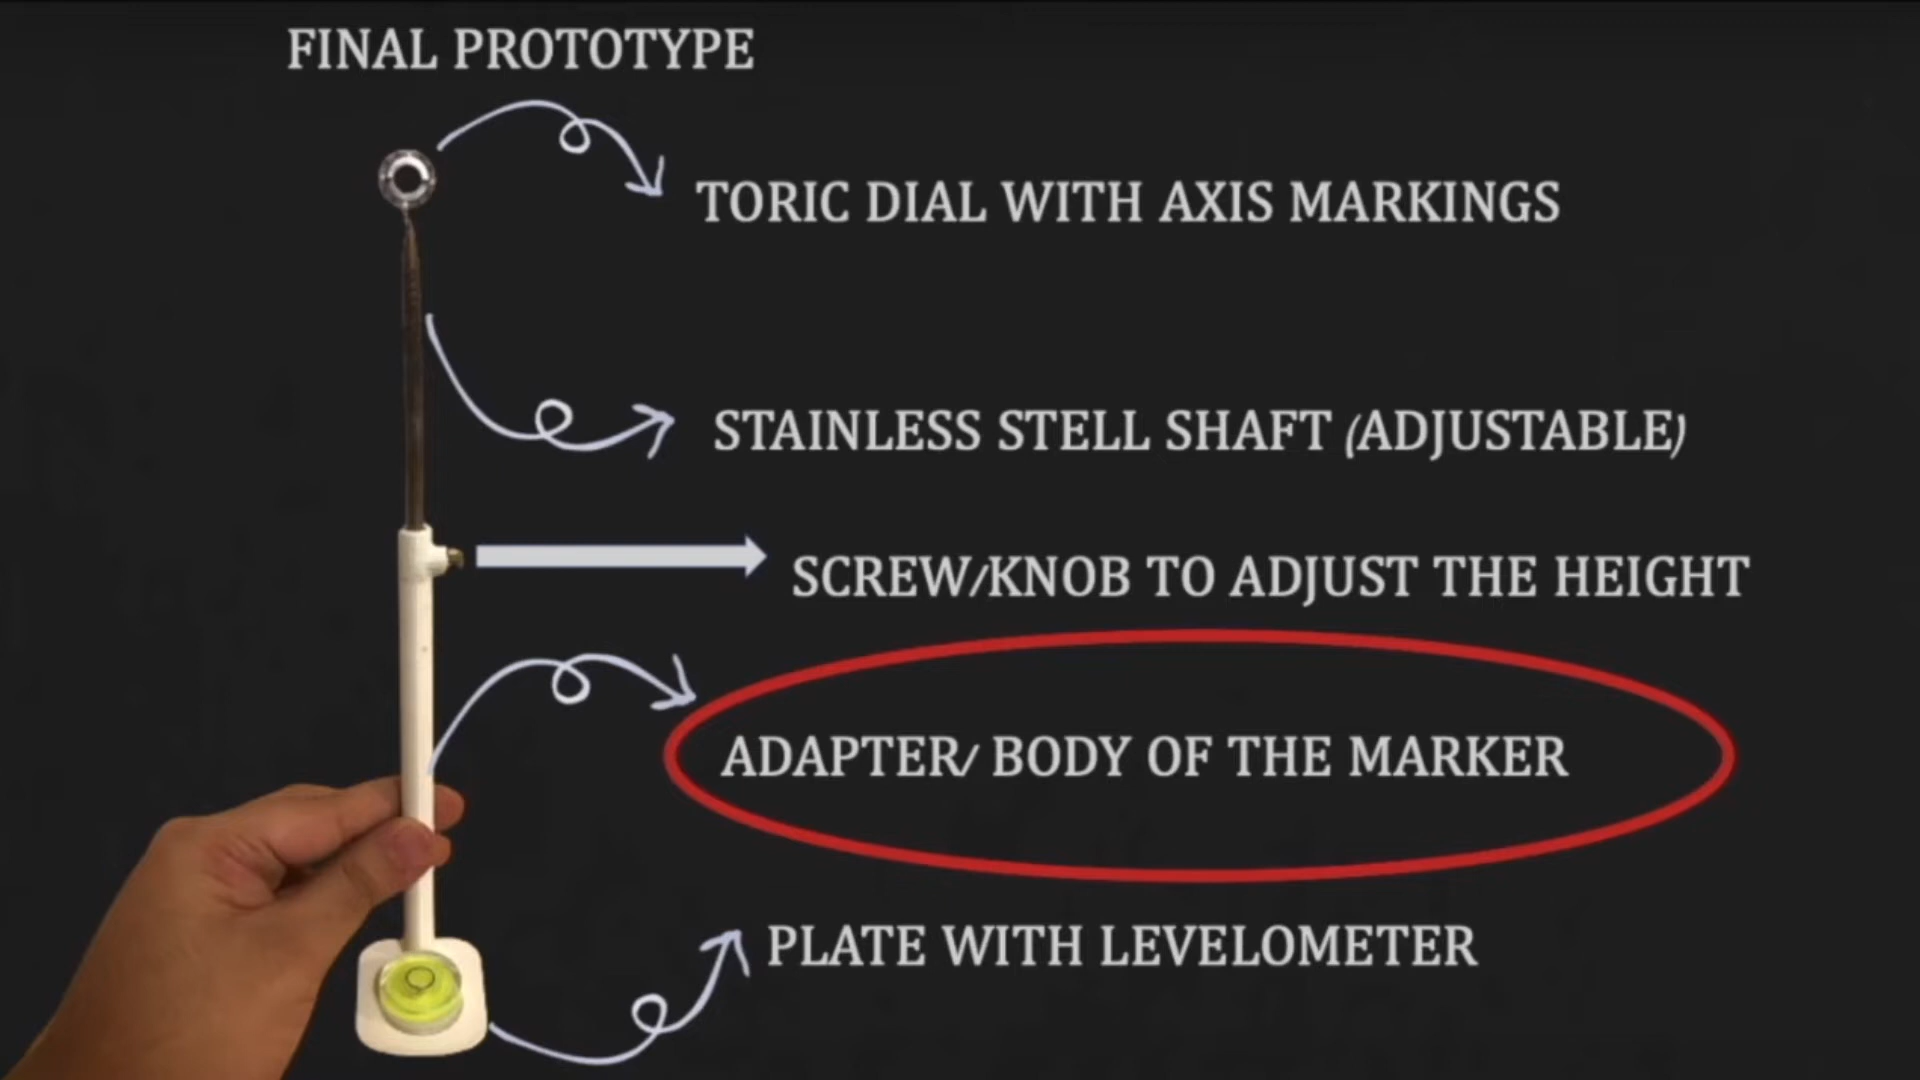 FINAL PROTOTYPE
TORIC DIAL WITH AXIS MARKINGS
STAINLESS STELL SHAFT (ADJUSTABLE)
SCREW/KNOB TO ADJUST THE HEIGHT
ADAPTER/ BODY OF THE MARKER
PLATE WITH LEVELOMETER